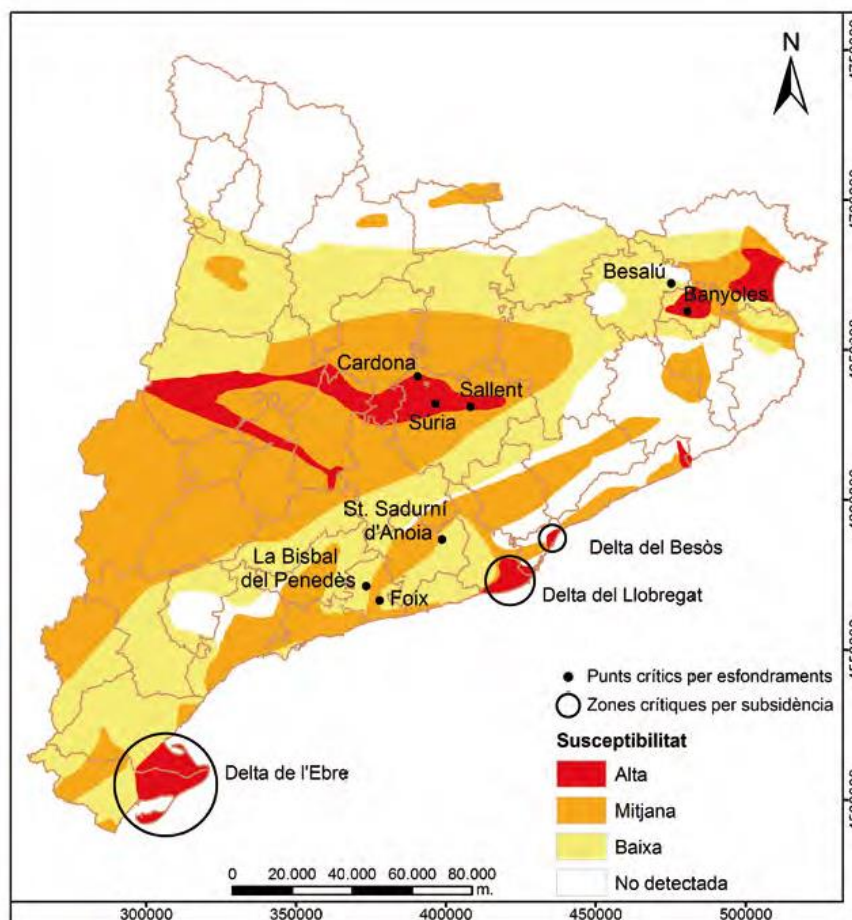 N
Besalú
Banyoles
Cardona
Sallent
Súria
St. Sadurní
d'Anoia
La Bisbal
del Penedès
Foix
Delta del Besòs
Delta del Llobregat
Delta de l'Ebre
Punts crítics per esfondraments
Zones crítiques per subsidència
Susceptibilitat
Alta
Mitjana
Baixa
No detectada
0 20.000 40.000 60.000 80.000
m.
300000 350000 400000 450000 500000